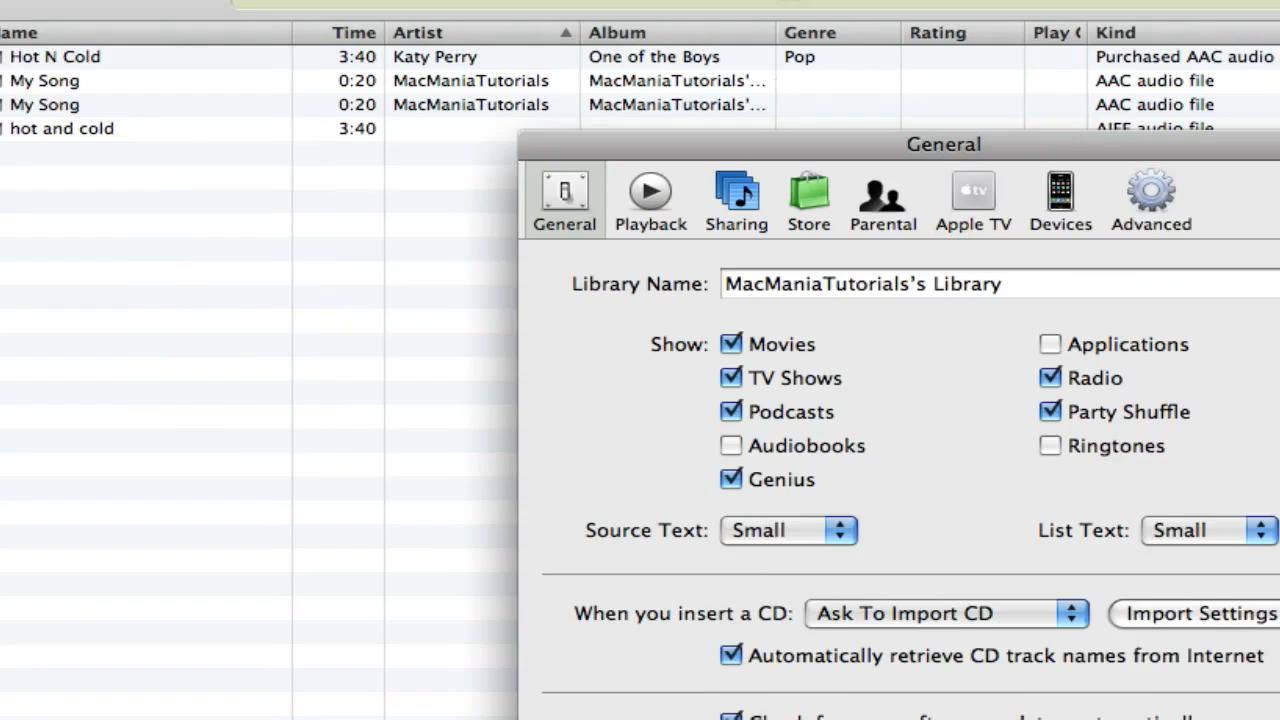 ame Time Artist Album Genre Rating Play C Kind
Hot N Cold 3:40 Katy Perry One of the Boys Pop Purchased AAC audio
My Song 0:20 MacManiaTutorials MacManiaTutorials'... AAC audio file
My Song 0:20 MacManiaTutorials MacManiaTutorials'... AAC audio file
hot and cold 3:40 AIFF audio file
General
General Playback Sharing Store Parental Apple TV Devices Advanced
Library Name: MacManiaTutorials's Library
Show: Movies Applications
TV Shows Radio
Podcasts Party Shuffle
Audiobooks Ringtones
Genius
Source Text: Small List Text: Small
When you insert a CD: Ask To Import CD Import Settings
Automatically retrieve CD track names from Internet